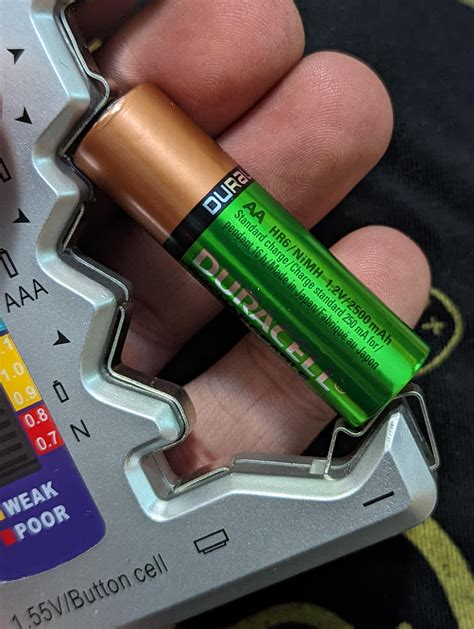 DURA
AA HR6/NiMH 1.2V/2500mAh
Standard charge/Charge standard 250 mA for/
pendant 16 h/Made in Japan/Fabriqué au Japon
DURACELL®
AAA
1.1
1.0
0.9
0.8
0.7
N
WEAK
POOR
1.55V/Button cell